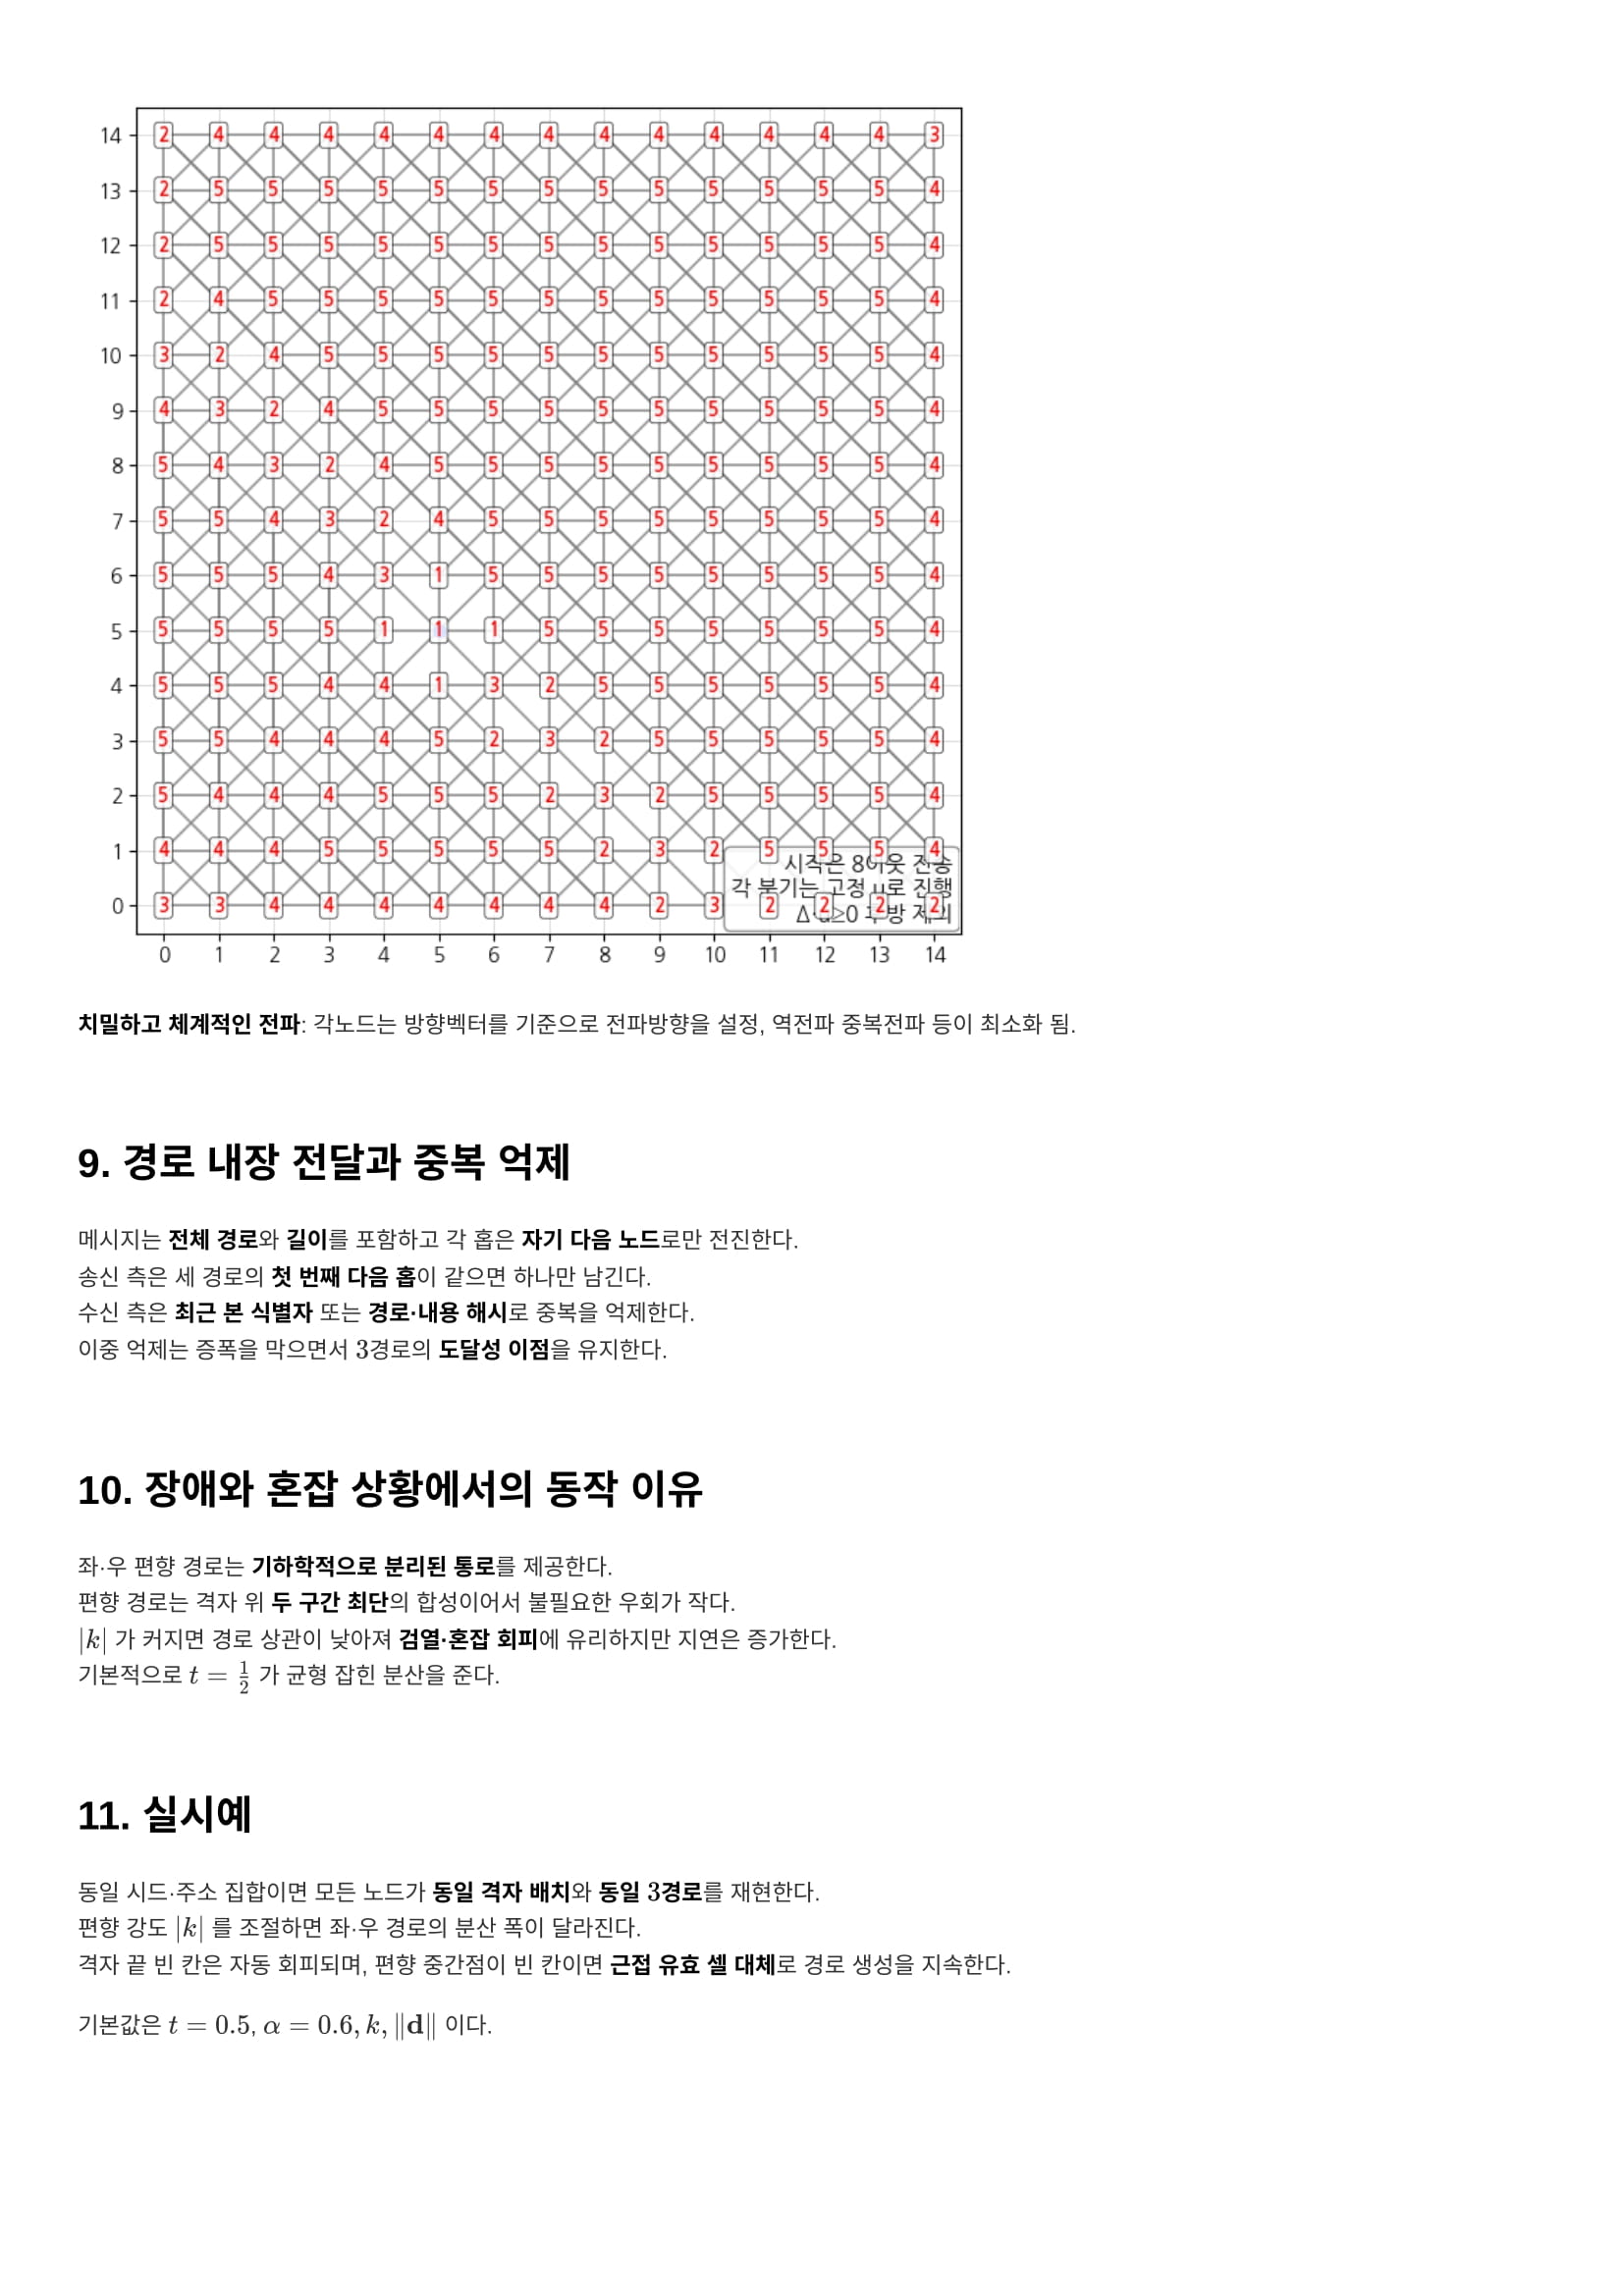 14 2 4 4 4 4 4 4 4 4 4 4 4 4 4 3
13 2 5 5 5 5 5 5 5 5 5 5 5 5 5 4
12 2 5 5 5 5 5 5 5 5 5 5 5 5 5 4
11 2 4 5 5 5 5 5 5 5 5 5 5 5 5 4
10 3 2 4 5 5 5 5 5 5 5 5 5 5 5 4
9 4 3 2 4 5 5 5 5 5 5 5 5 5 5 4
8 5 4 3 2 4 5 5 5 5 5 5 5 5 5 4
7 5 5 4 3 2 4 5 5 5 5 5 5 5 5 4
6 5 5 5 4 3 1 5 5 5 5 5 5 5 5 4
5 5 5 5 5 1 1 1 5 5 5 5 5 5 5 4
4 5 5 5 4 4 1 3 2 5 5 5 5 5 5 4
3 5 5 4 4 4 5 2 3 2 5 5 5 5 5 4
2 5 4 4 4 5 5 5 2 3 2 5 5 5 5 4
1 4 4 4 5 5 5 5 5 2 3 2 5 5 5 4
시작은 8이웃 전송
각 분기는 고정 로 진행
0 3 3 4 4 4 4 4 4 4 2 3 2 2 2 2
≥0 후방 제외
0 1 2 3 4 5 6 7 8 9 10 11 12 13 14
치밀하고 체계적인 전파: 각노드는 방향벡터를 기준으로 전파방향을 설정, 역전파 중복전파 등이 최소화 됨.
9. 경로 내장 전달과 중복 억제
메시지는 전체 경로와 길이를 포함하고 각 홉은 자기 다음 노드로만 전진한다.
송신 측은 세 경로의 첫 번째 다음 홉이 같으면 하나만 남긴다.
수신 측은 최근 본 식별자 또는 경로·내용 해시로 중복을 억제한다.
이중 억제는 증폭을 막으면서 3경로의 도달성 이점을 유지한다.
10. 장애와 혼잡 상황에서의 동작 이유
좌·우 편향 경로는 기하학적으로 분리된 통로를 제공한다.
편향 경로는 격자 위 두 구간 최단의 합성이어서 불필요한 우회가 작다.
|k| 가 커지면 경로 상관이 낮아져 검열·혼잡 회피에 유리하지만 지연은 증가한다.
기본적으로 t = 1/2 가 균형 잡힌 분산을 준다.
11. 실시예
동일 시드·주소 집합이면 모든 노드가 동일 격자 배치와 동일 3경로를 재현한다.
편향 강도 |k| 를 조절하면 좌·우 경로의 분산 폭이 달라진다.
격자 끝 빈 칸은 자동 회피되며, 편향 중간점이 빈 칸이면 근접 유효 셀 대체로 경로 생성을 지속한다.
기본값은 t = 0.5, α = 0.6, k, ‖d‖ 이다.